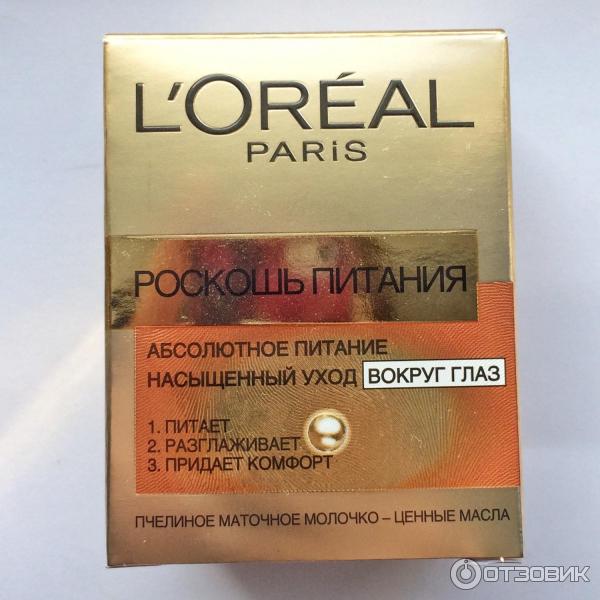 L'ORÉAL
PARiS
РОСКОШЬ ПИТАНИЯ
АБСОЛЮТНОЕ ПИТАНИЕ
НАСЫЩЕННЫЙ УХОД ВОКРУГ ГЛАЗ
1. ПИТАЕТ
2. РАЗГЛАЖИВАЕТ
3. ПРИДАЕТ КОМФОРТ
ПЧЕЛИНОЕ МАТОЧНОЕ МОЛОЧКО – ЦЕННЫЕ МАСЛА
ОТЗОВИК